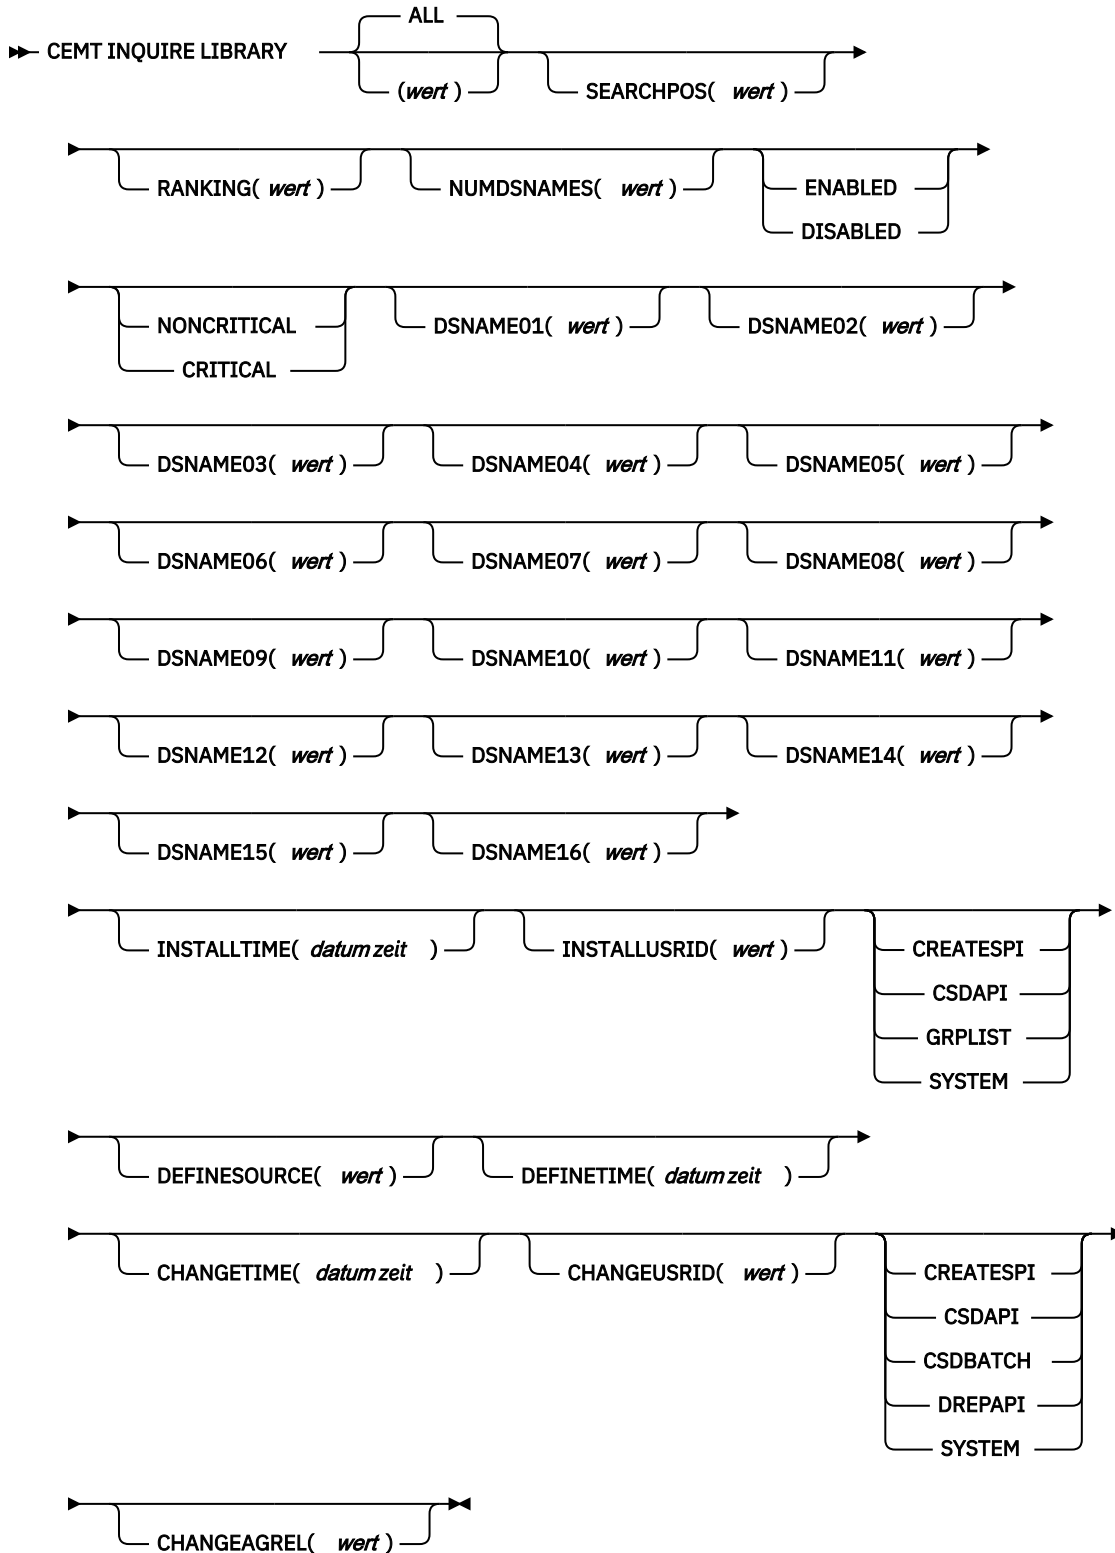 ALL
CEMT INQUIRE LIBRARY
(wert)
SEARCHPOS( wert)
RANKING( wert )
NUMDSNAMES( wert )
ENABLED
DISABLED
NONCRITICAL
CRITICAL
DSNAME01( wert )
DSNAME02( wert )
DSNAME03( wert )
DSNAME04( wert )
DSNAME05( wert )
DSNAME06( wert )
DSNAME07( wert )
DSNAME08( wert )
DSNAME09( wert )
DSNAME10( wert )
DSNAME11( wert )
DSNAME12( wert )
DSNAME13( wert )
DSNAME14( wert )
DSNAME15( wert )
DSNAME16( wert )
INSTALLTIME( datum zeit )
INSTALLUSRID( wert )
CREATESPI
CSDAPI
GRPLIST
SYSTEM
DEFINESOURCE( wert )
DEFINETIME( datum zeit )
CHANGETIME( datum zeit )
CHANGEUSRID( wert )
CREATESPI
CSDAPI
CSDBATCH
DREPAPI
SYSTEM
CHANGEAGREL( wert )